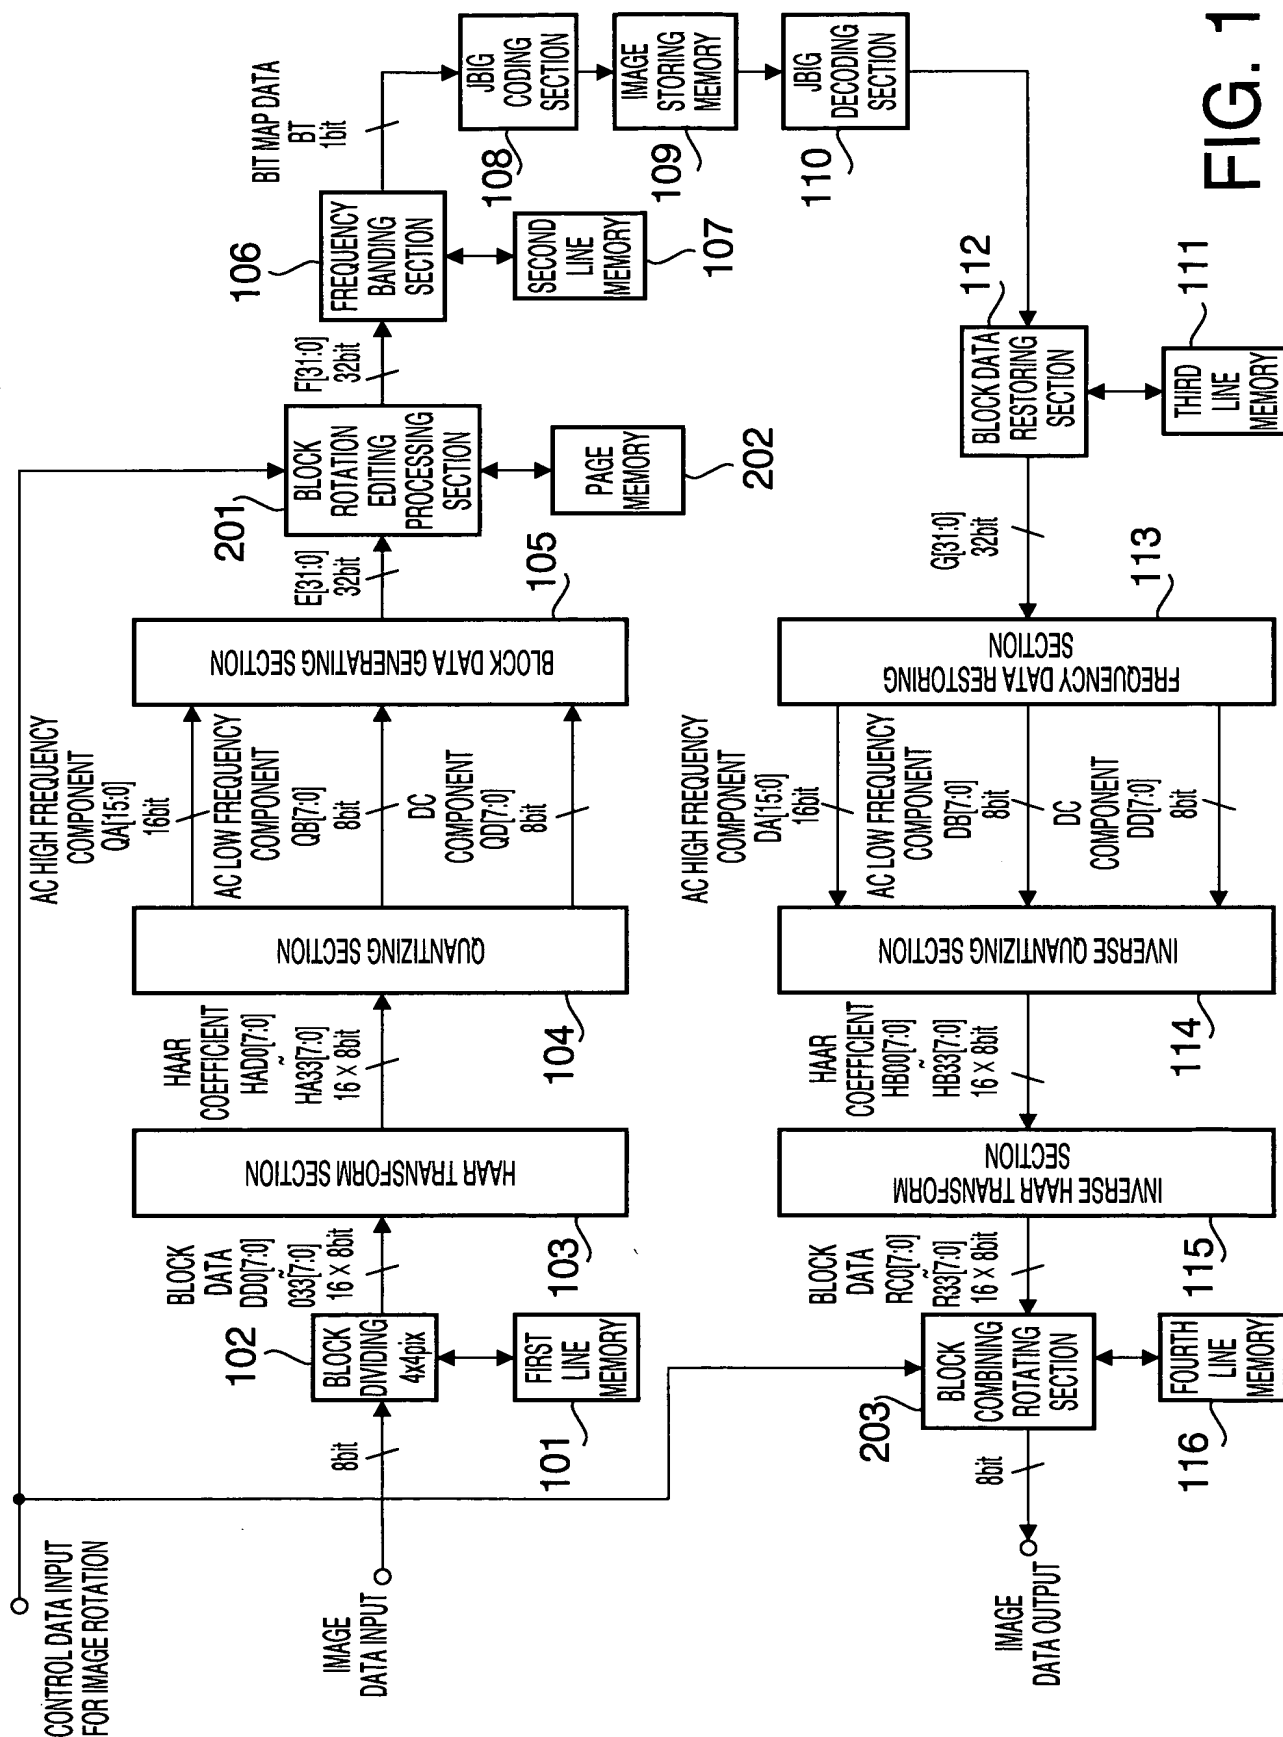 CONTROL DATA INPUT
FOR IMAGE ROTATION
IMAGE
DATA INPUT
8bit
102
BLOCK
DIVIDING
4x4pix
FIRST
LINE
MEMORY
101
BLOCK
DATA
DD0[7:0]
~
033[7:0]
16 × 8bit
HAAR TRANSFORM SECTION
103
HAAR
COEFFICIENT
HAD0[7:0]
~
HA33[7:0]
16 × 8bit
QUANTIZING SECTION
104
AC HIGH FREQUENCY
COMPONENT
QA[15:0]
16bit
AC LOW FREQUENCY
COMPONENT
QB[7:0]
8bit
DC
COMPONENT
QD[7:0]
8bit
BLOCK DATA GENERATING SECTION
105
E[31:0]
32bit
201
BLOCK
ROTATION
EDITING
PROCESSING
SECTION
PAGE
MEMORY
202
F[31:0]
32bit
106
FREQUENCY
BANDING
SECTION
SECOND
LINE
MEMORY
107
BIT MAP DATA
BT
1bit
JBIG
CODING
SECTION
108
IMAGE
STORING
MEMORY
109
JBIG
DECODING
SECTION
110
112
BLOCK DATA
RESTORING
SECTION
THIRD
LINE
MEMORY
111
G[31:0]
32bit
FREQUENCY DATA RESTORING
SECTION
113
AC HIGH FREQUENCY
COMPONENT
DA[15:0]
16bit
AC LOW FREQUENCY
COMPONENT
DB[7:0]
8bit
DC
COMPONENT
DD[7:0]
8bit
INVERSE QUANTIZING SECTION
114
HAAR
COEFFICIENT
HB00[7:0]
~
HB33[7:0]
16 × 8bit
INVERSE HAAR TRANSFORM
SECTION
115
BLOCK
DATA
RC0[7:0]
~
R33[7:0]
16 × 8bit
203
BLOCK
COMBINING
ROTATING
SECTION
FOURTH
LINE
MEMORY
116
8bit
IMAGE
DATA OUTPUT
FIG. 1